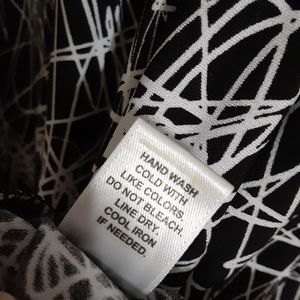 HAND WASH
COLD WITH
LIKE COLORS.
DO NOT BLEACH.
LINE DRY.
COOL IRON
IF NEEDED.